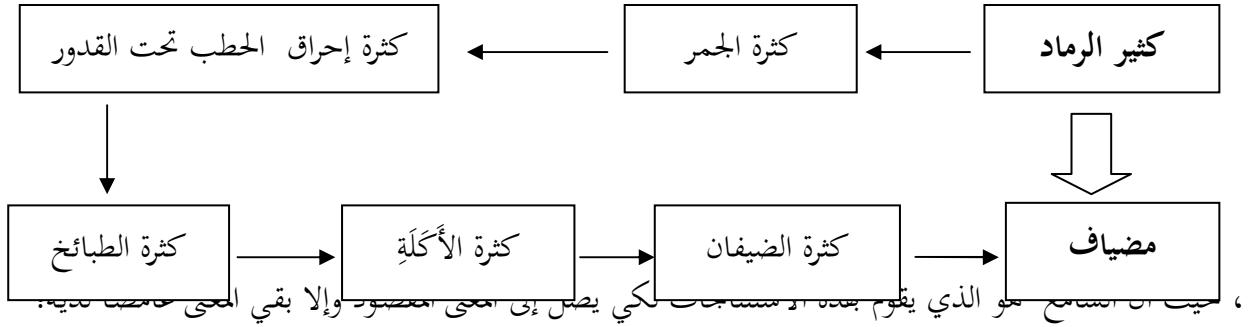 كثير الرماد
كثرة الجمر
كثرة إحراق الحطب تحت القدور
كثرة الطبائخ
كثرة الأَكَلَةِ
كثرة الضيفان
مضياف
، حيث أن السامع هو الذي يقوم بهذه الاستنتاجات لكي يصل إلى المعنى المقصود وإلا بقي المعنى غامضا لديه.